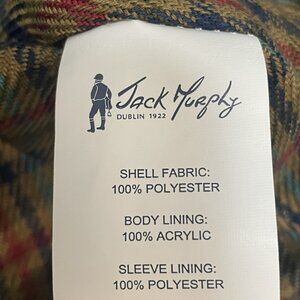 Jack Murphy
DUBLIN 1922
SHELL FABRIC:
100% POLYESTER
BODY LINING:
100% ACRYLIC
SLEEVE LINING:
100% POLYESTER